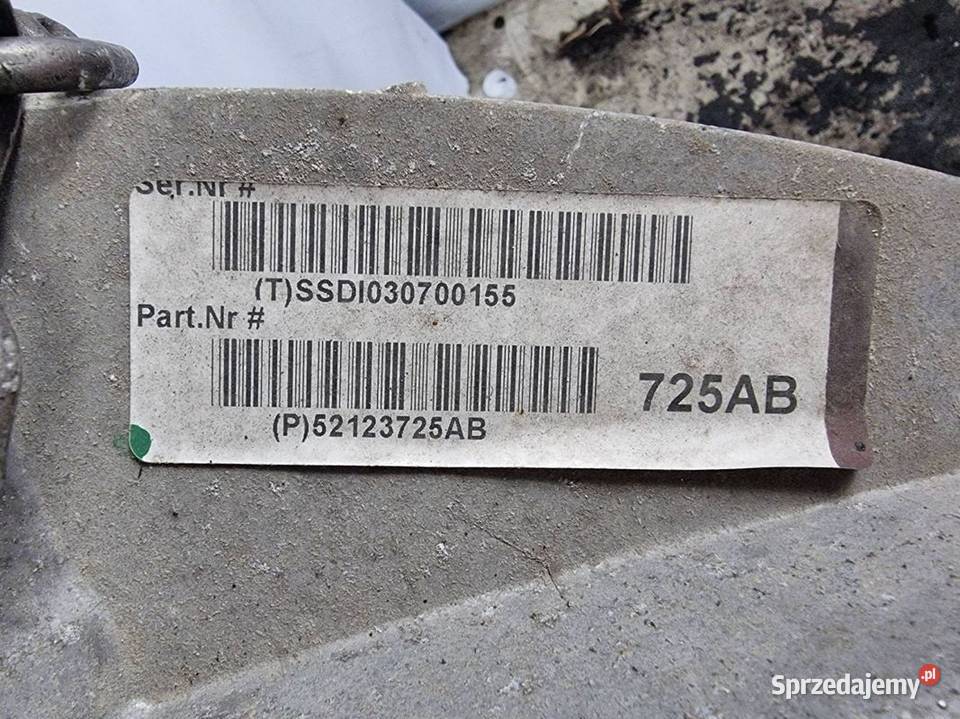 Ser.Nr #
(T)SSDI030700155
Part.Nr #
725AB
(P)52123725AB
Sprzedajemy.pl